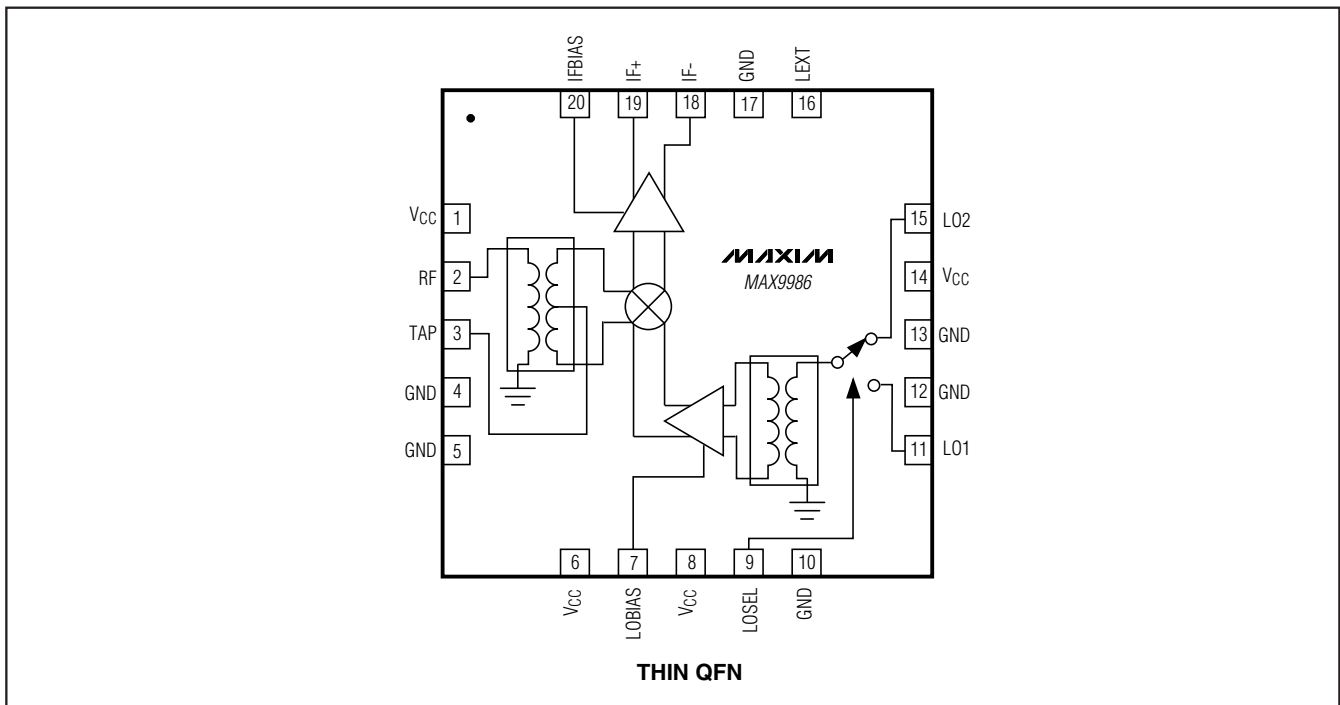 IFBIAS
IF+
IF-
GND
LEXT
20
19
18
17
16
VCC 1
RF 2
TAP 3
GND 4
GND 5
MAXIM
MAX9986
15 LO2
14 VCC
13 GND
12 GND
11 LO1
6
7
8
9
10
VCC
LOBIAS
VCC
LOSEL
GND
THIN QFN